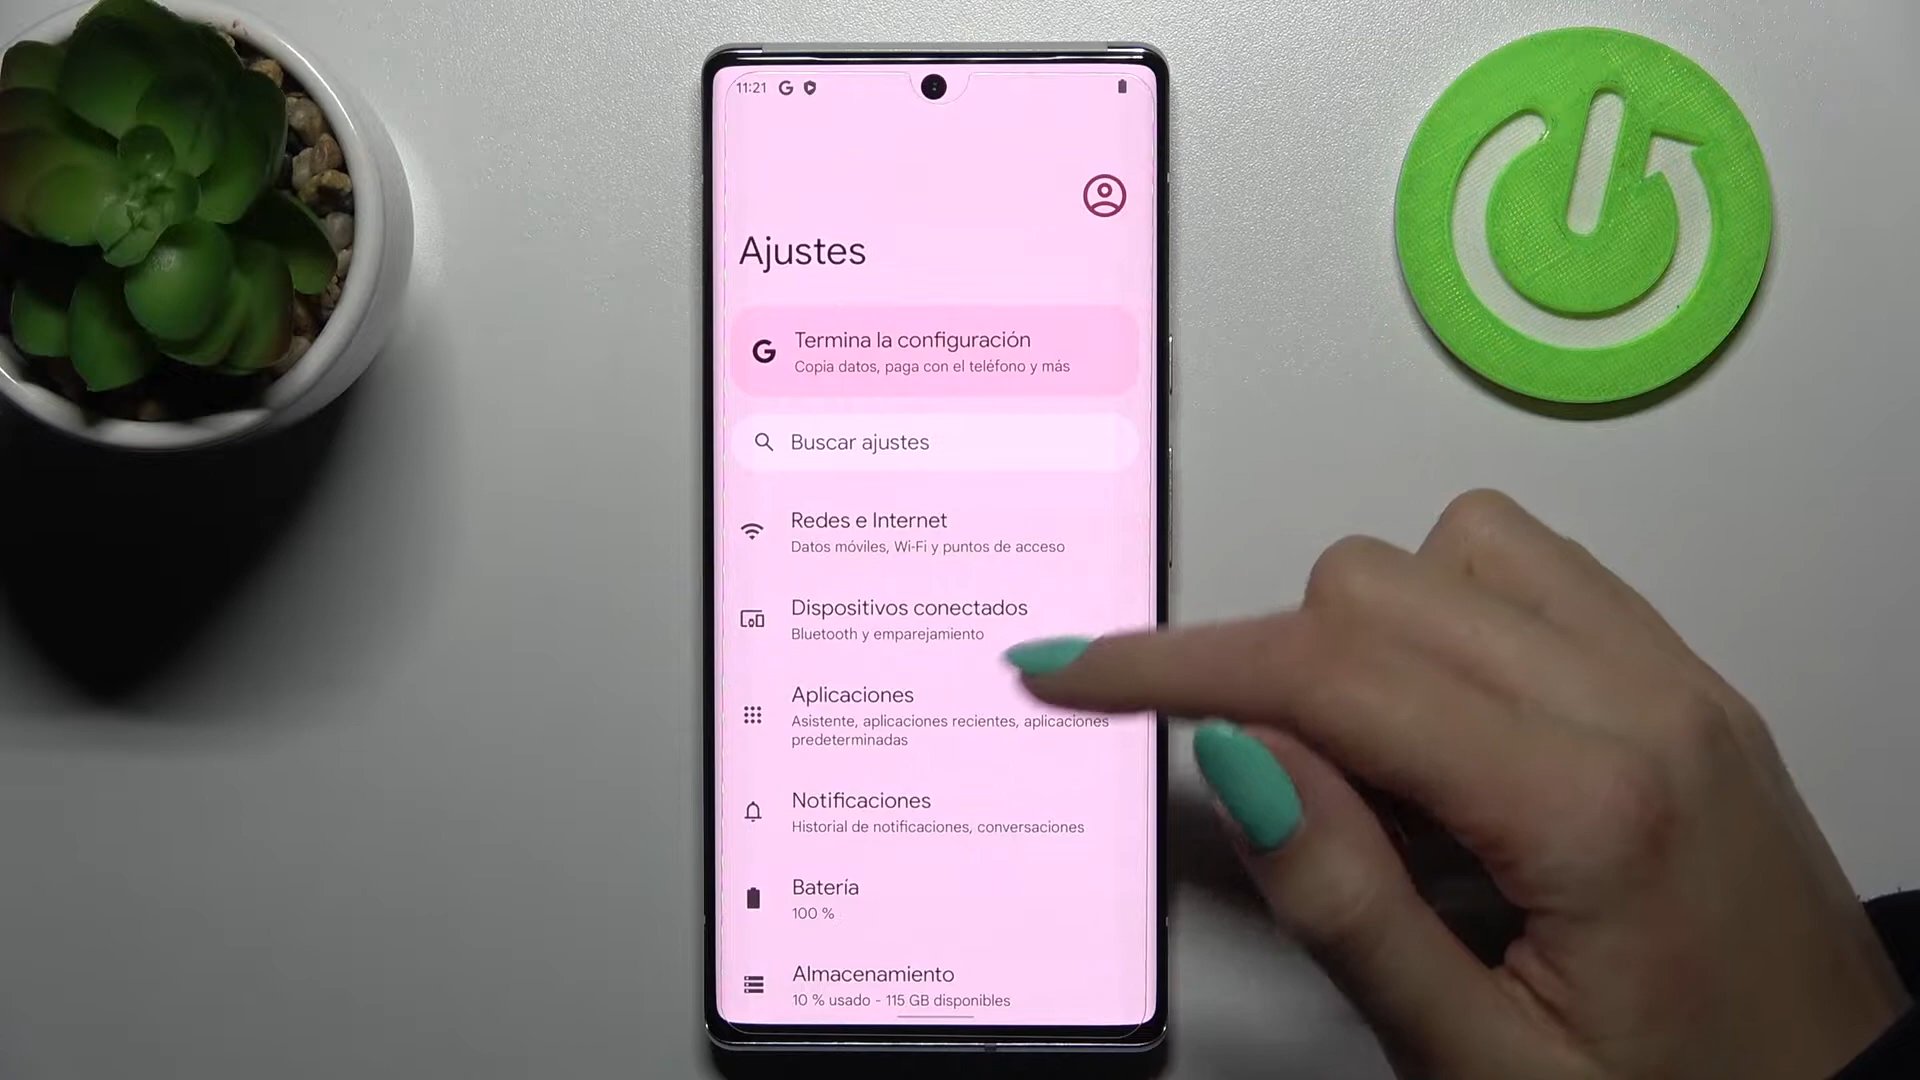 11:21
Ajustes
Termina la configuración
Copia datos, paga con el teléfono y más
Buscar ajustes
Redes e Internet
Datos móviles, Wi-Fi y puntos de acceso
Dispositivos conectados
Bluetooth y emparejamiento
Aplicaciones
Asistente, aplicaciones recientes, aplicaciones
predeterminadas
Notificaciones
Historial de notificaciones, conversaciones
Batería
100 %
Almacenamiento
10 % usado - 115 GB disponibles